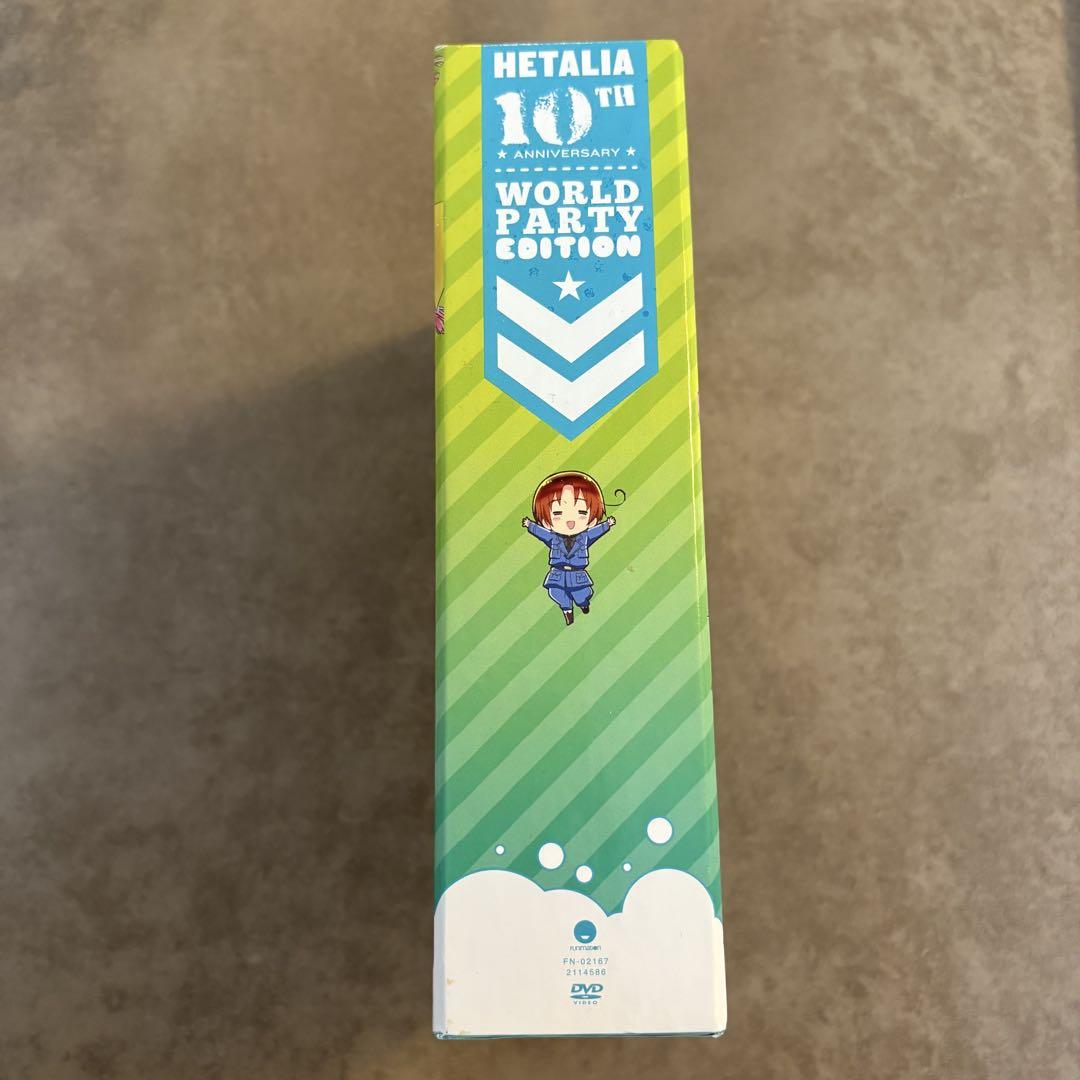 HETALIA
10TH
★ ANNIVERSARY ★
WORLD
PARTY
EDITION
FUNIMATION
FN-02167
2114586
DVD
VIDEO